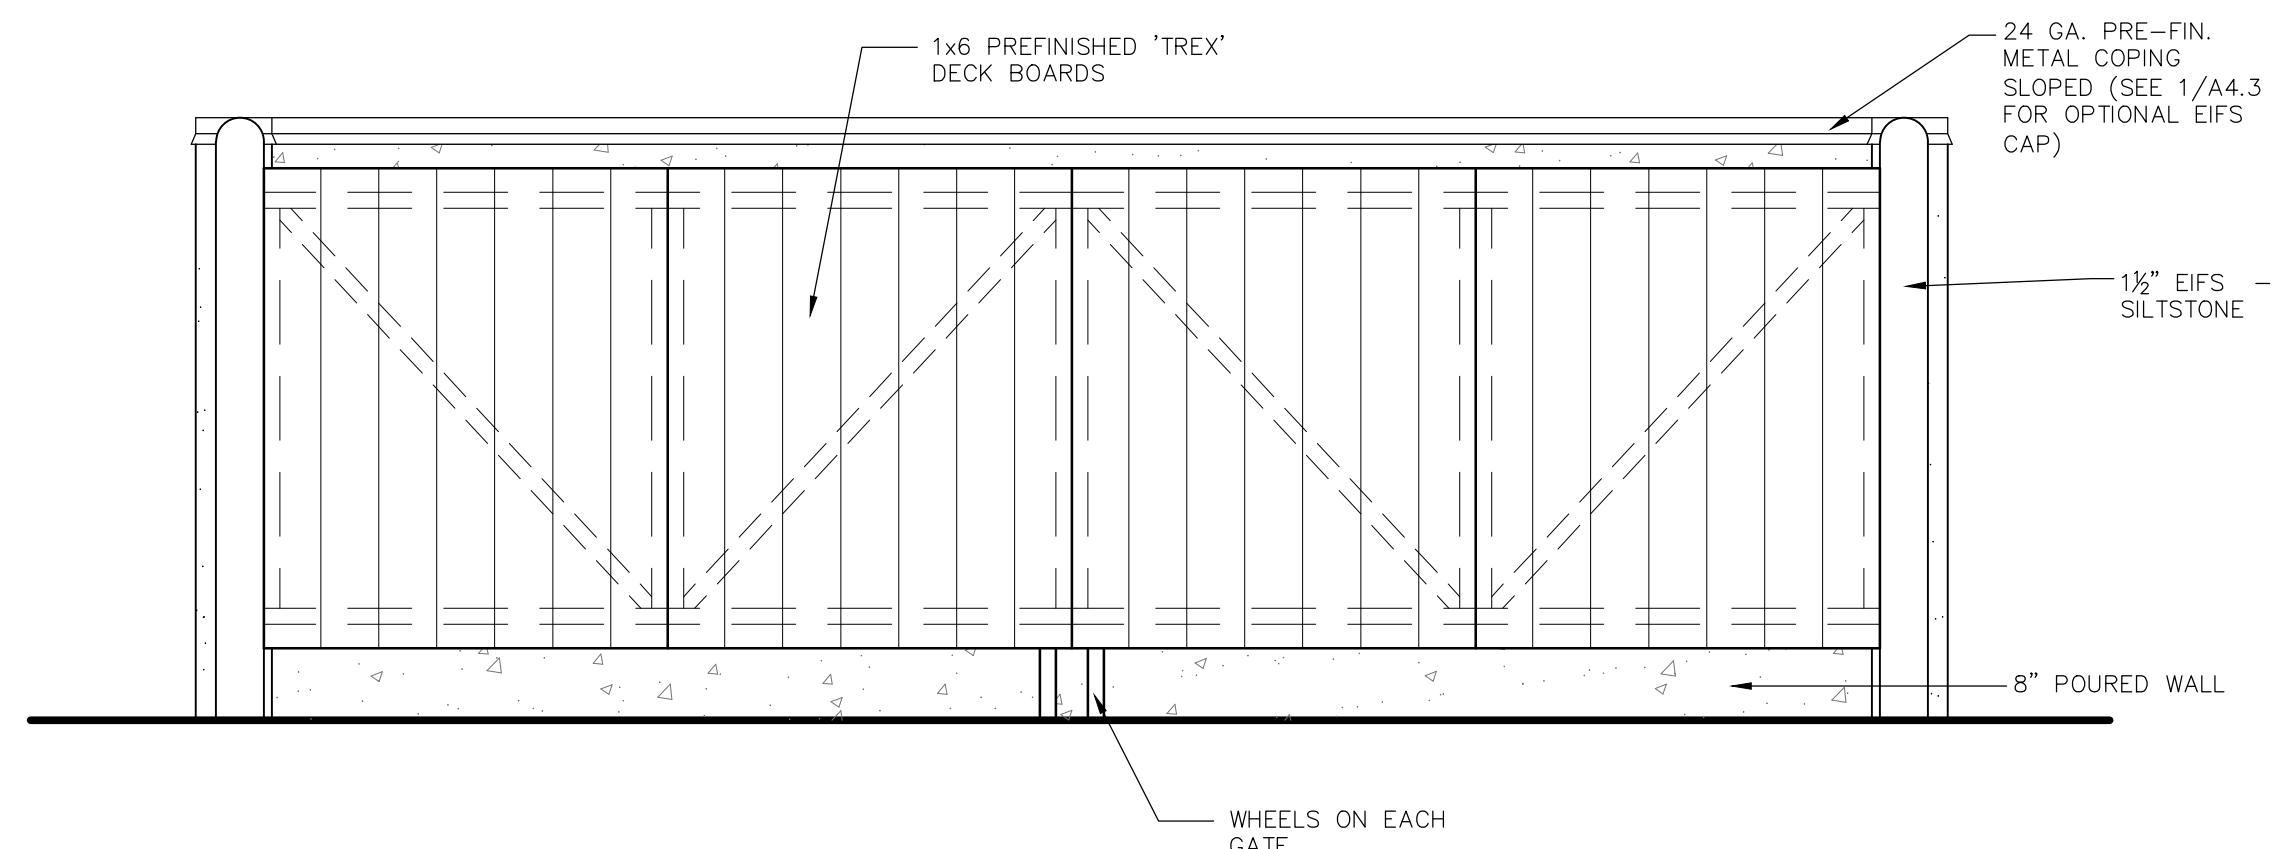 1x6 PREFINISHED 'TREX'
DECK BOARDS
24 GA. PRE-FIN.
METAL COPING
SLOPED (SEE 1/A4.3
FOR OPTIONAL EIFS
CAP)
1½" EIFS -
SILTSTONE
8" POURED WALL
WHEELS ON EACH
GATE